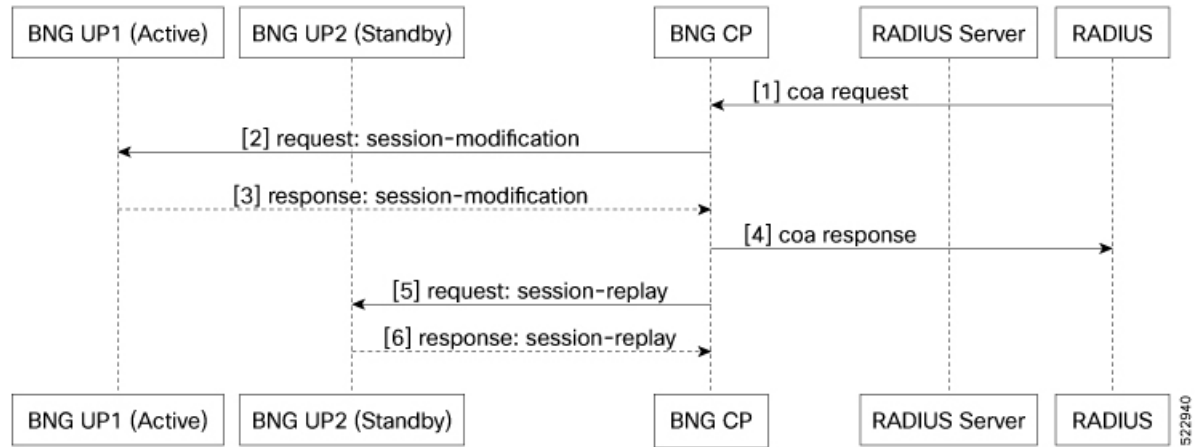 BNG UP1 (Active) BNG UP2 (Standby) BNG CP RADIUS Server RADIUS
[1] coa request
[2] request: session-modification
[3] response: session-modification
[4] coa response
[5] request: session-replay
[6] response: session-replay
BNG UP1 (Active) BNG UP2 (Standby) BNG CP RADIUS Server RADIUS
522940